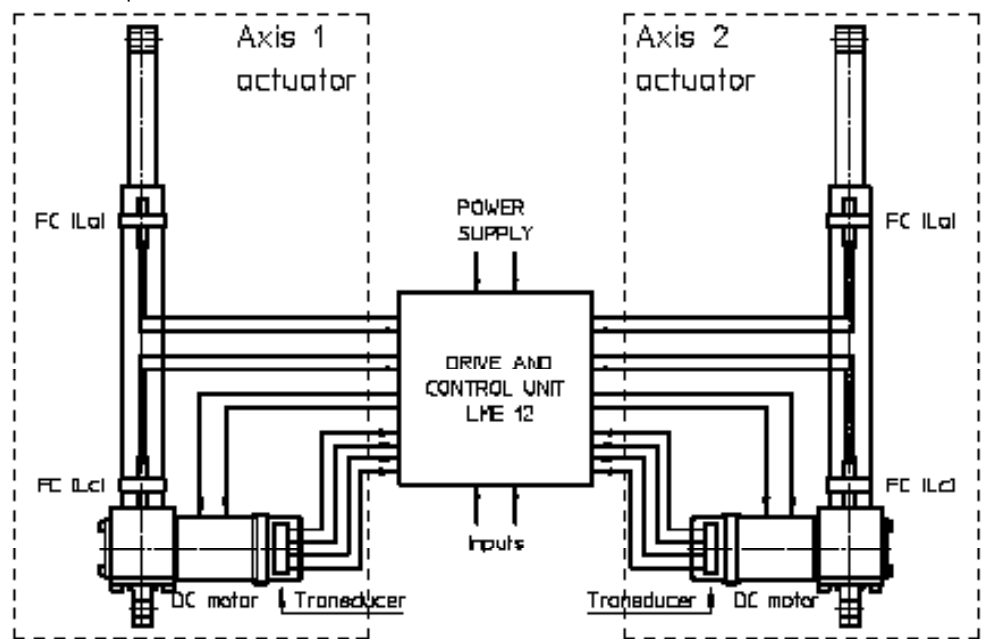 Axis 1
actuator
Axis 2
actuator
FC (La)
POWER
SUPPLY
FC (La)
DRIVE AND
CONTROL UNIT
LME 12
FC (Lc)
FC (Lc)
Inputs
DC motor
Transducer
Transducer
DC motor